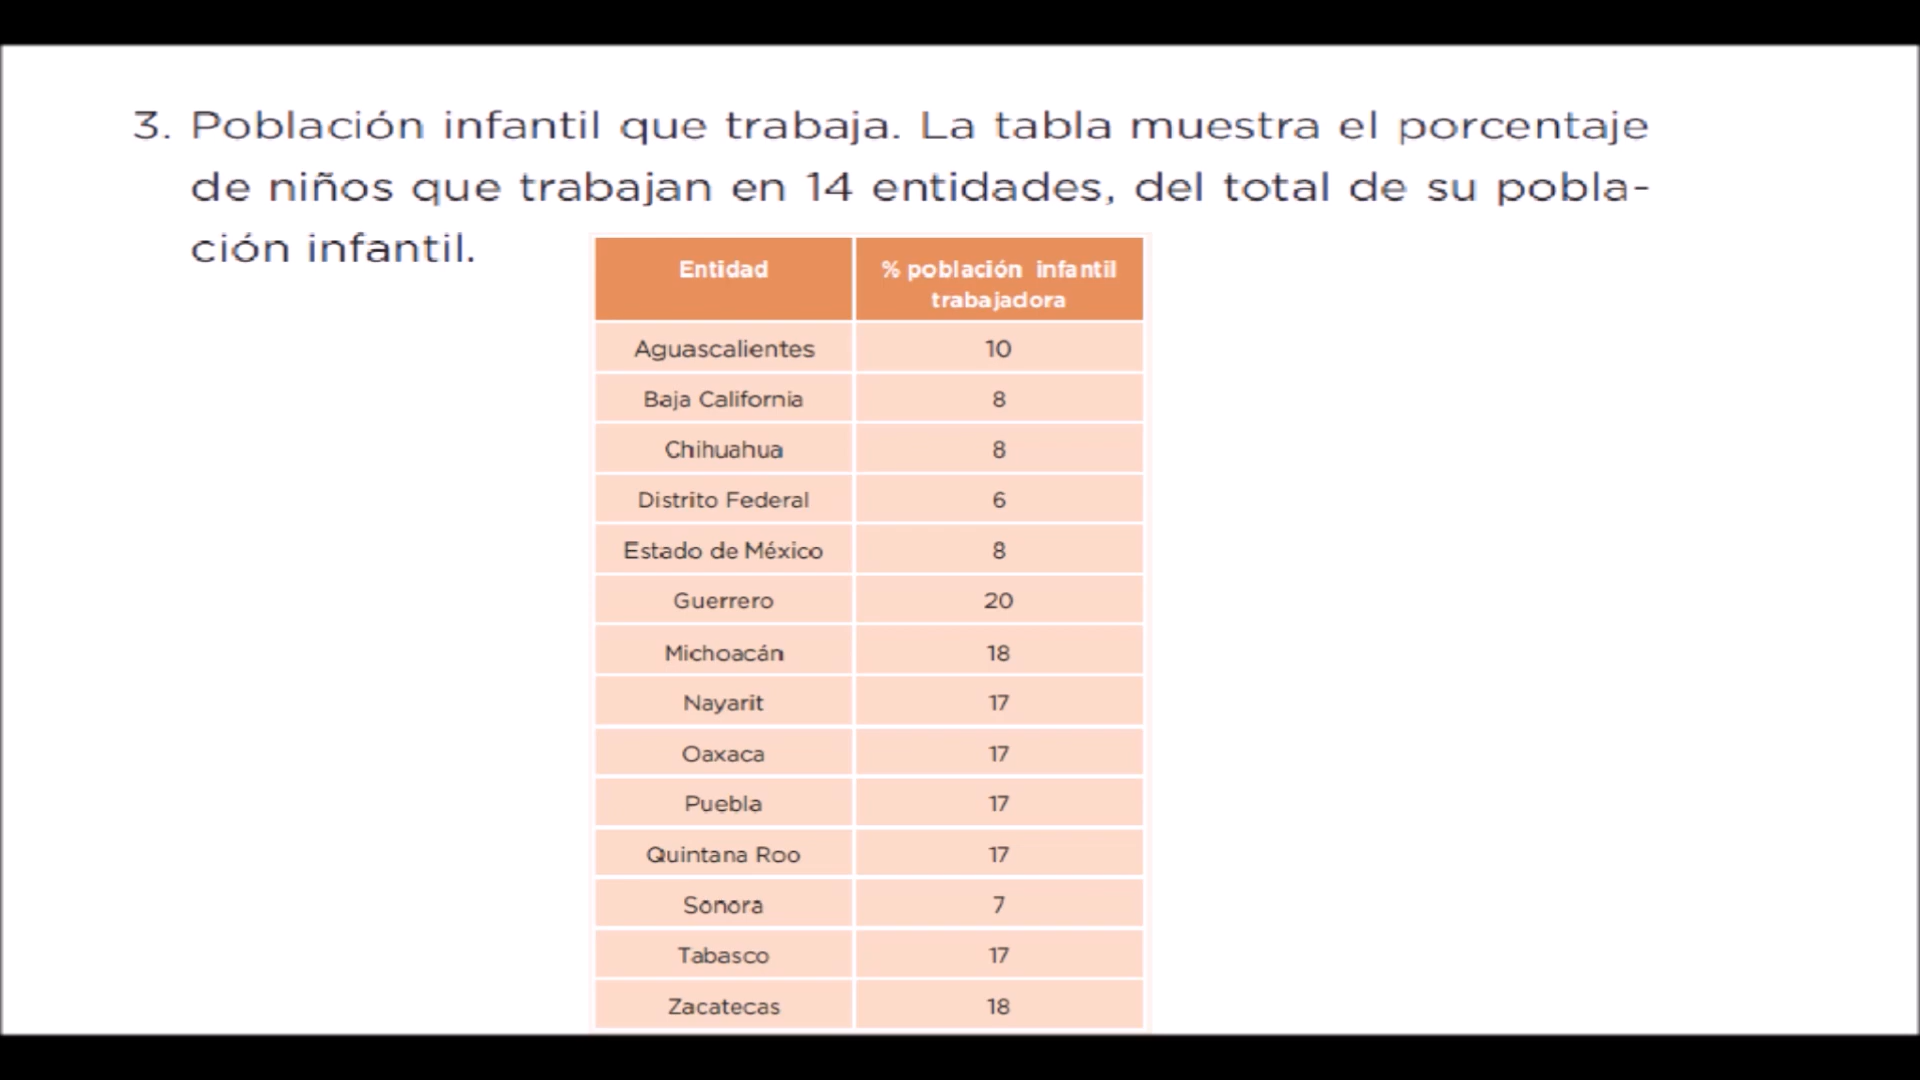 3. Población infantil que trabaja. La tabla muestra el porcentaje
de niños que trabajan en 14 entidades, del total de su pobla-
ción infantil.
Entidad % población infantil
trabajadora
Aguascalientes 10
Baja California 8
Chihuahua 8
Distrito Federal 6
Estado de México 8
Guerrero 20
Michoacán 18
Nayarit 17
Oaxaca 17
Puebla 17
Quintana Roo 17
Sonora 7
Tabasco 17
Zacatecas 18